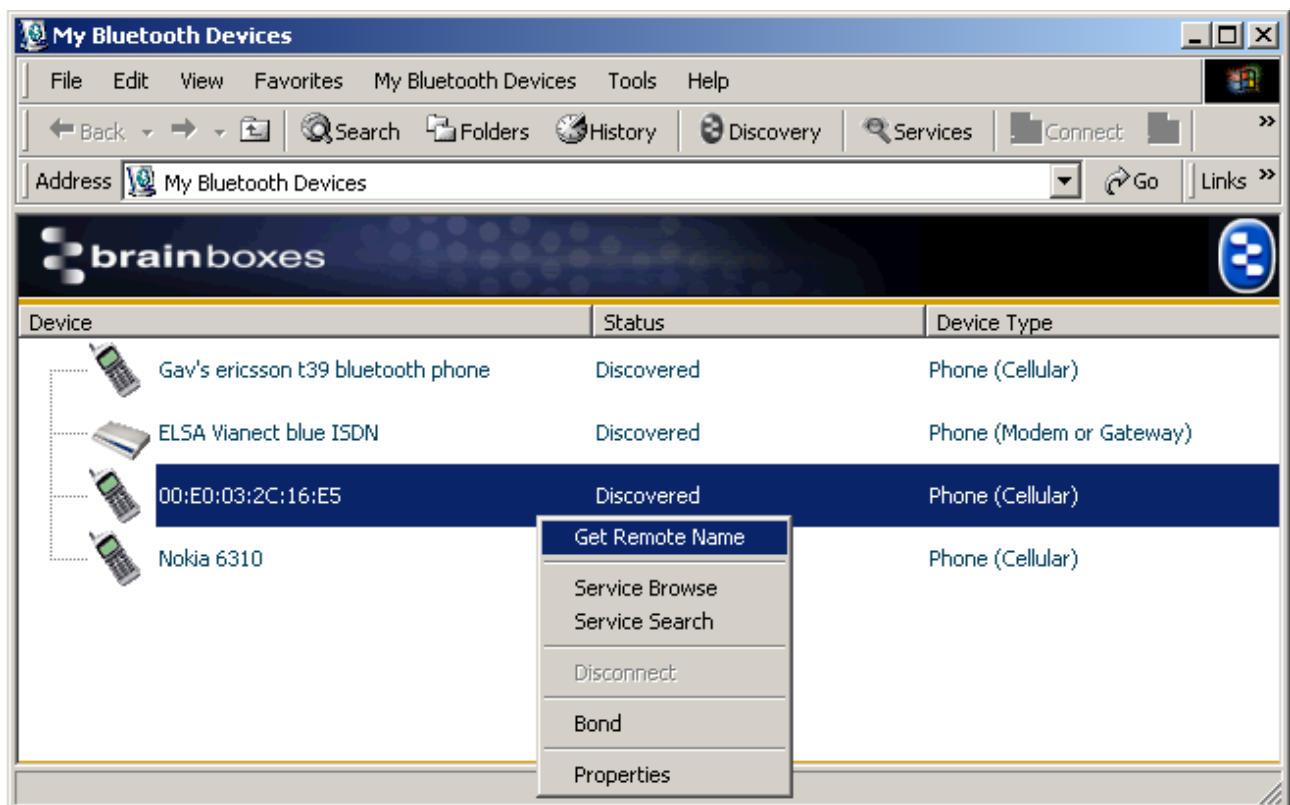 My Bluetooth Devices
File Edit View Favorites My Bluetooth Devices Tools Help
Back Search Folders History Discovery Services Connect »
Address My Bluetooth Devices Go Links »
brainboxes
Device Status Device Type
Gav's ericsson t39 bluetooth phone Discovered Phone (Cellular)
ELSA Vianect blue ISDN Discovered Phone (Modem or Gateway)
00:E0:03:2C:16:E5 Discovered Phone (Cellular)
Nokia 6310 Phone (Cellular)
Get Remote Name
Service Browse
Service Search
Disconnect
Bond
Properties